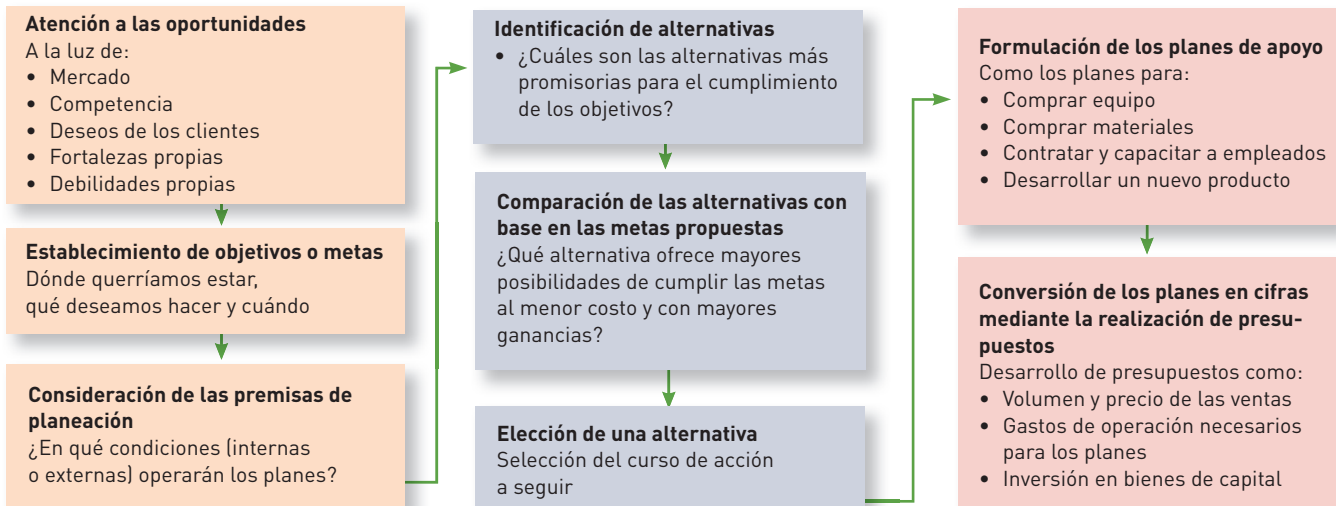 Atención a las oportunidades
A la luz de:
• Mercado
• Competencia
• Deseos de los clientes
• Fortalezas propias
• Debilidades propias
Establecimiento de objetivos o metas
Dónde querríamos estar,
qué deseamos hacer y cuándo
Consideración de las premisas de
planeación
¿En qué condiciones (internas
o externas) operarán los planes?
Identificación de alternativas
• ¿Cuáles son las alternativas más
promisorias para el cumplimiento
de los objetivos?
Comparación de las alternativas con
base en las metas propuestas
¿Qué alternativa ofrece mayores
posibilidades de cumplir las metas
al menor costo y con mayores
ganancias?
Elección de una alternativa
Selección del curso de acción
a seguir
Formulación de los planes de apoyo
Como los planes para:
• Comprar equipo
• Comprar materiales
• Contratar y capacitar a empleados
• Desarrollar un nuevo producto
Conversión de los planes en cifras
mediante la realización de presu-
puestos
Desarrollo de presupuestos como:
• Volumen y precio de las ventas
• Gastos de operación necesarios
para los planes
• Inversión en bienes de capital